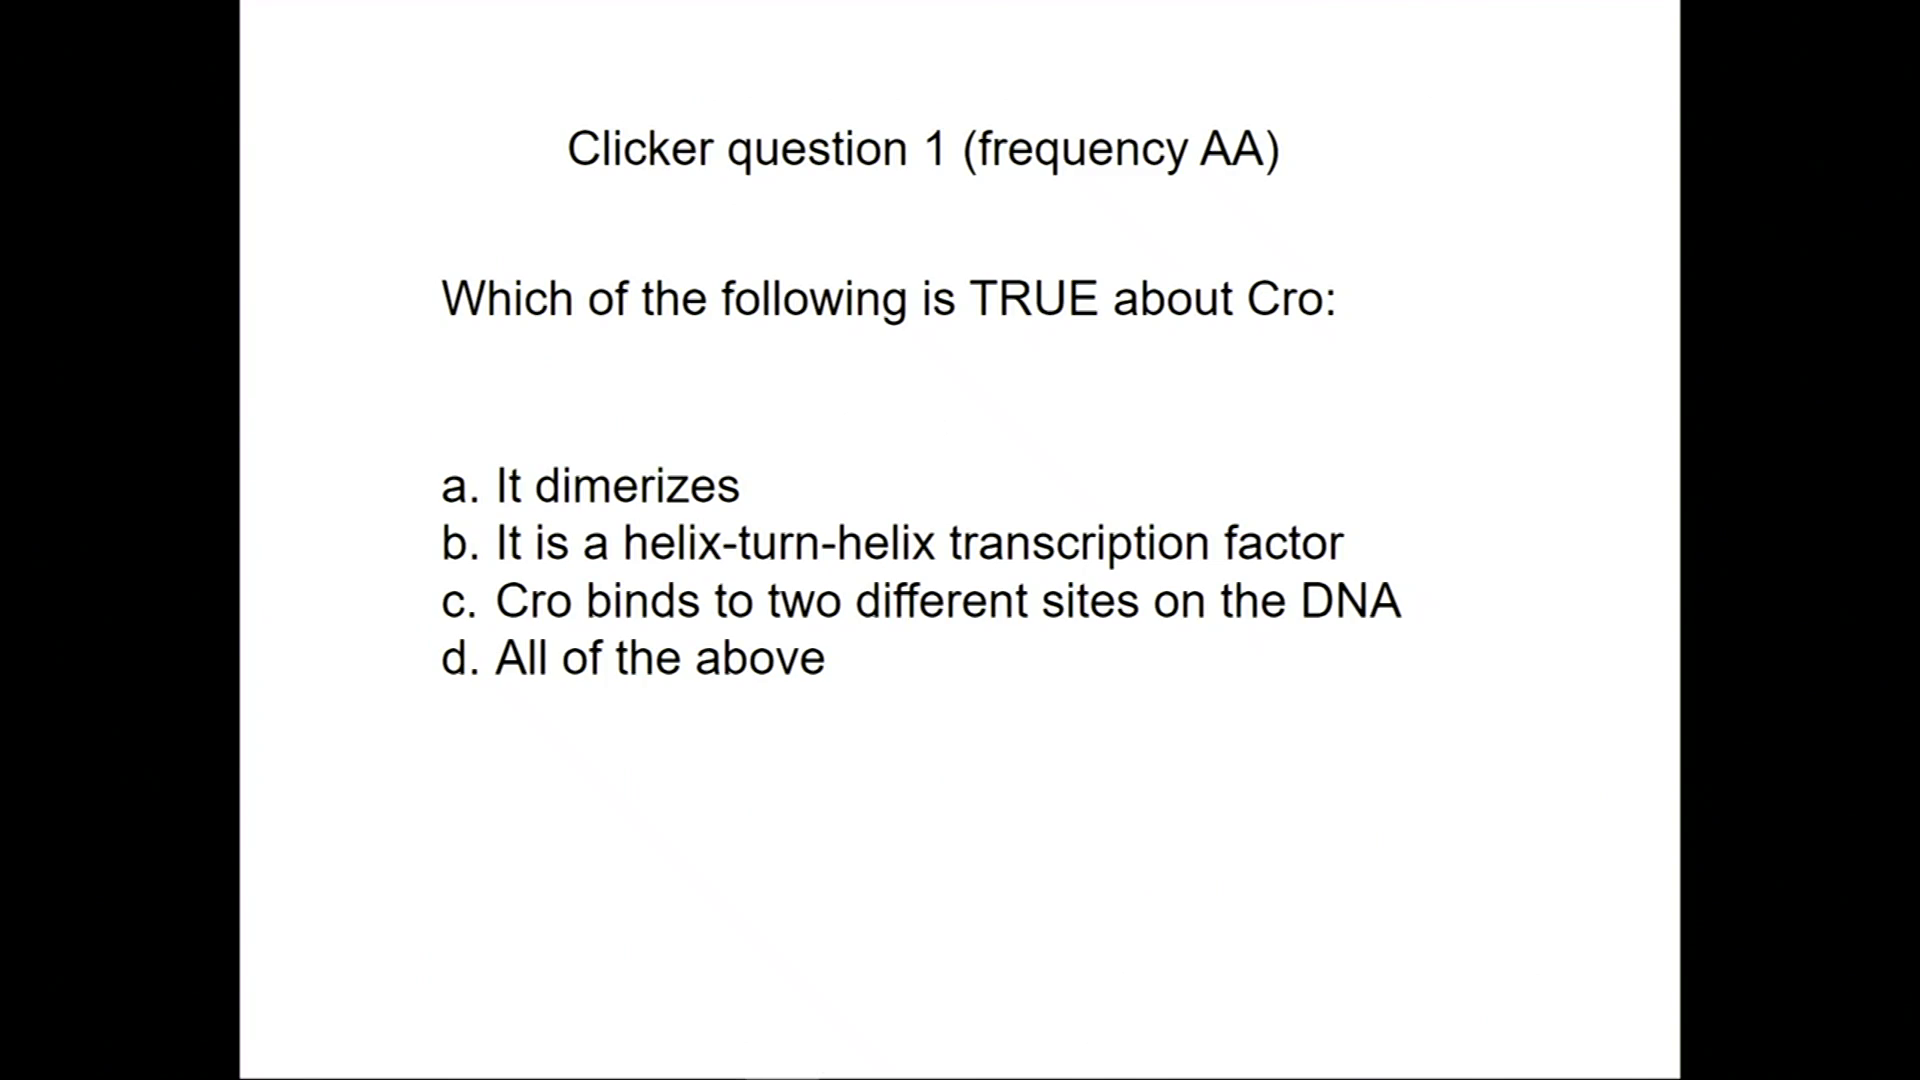 Clicker question 1 (frequency AA)
Which of the following is TRUE about Cro:
a. It dimerizes
b. It is a helix-turn-helix transcription factor
c. Cro binds to two different sites on the DNA
d. All of the above